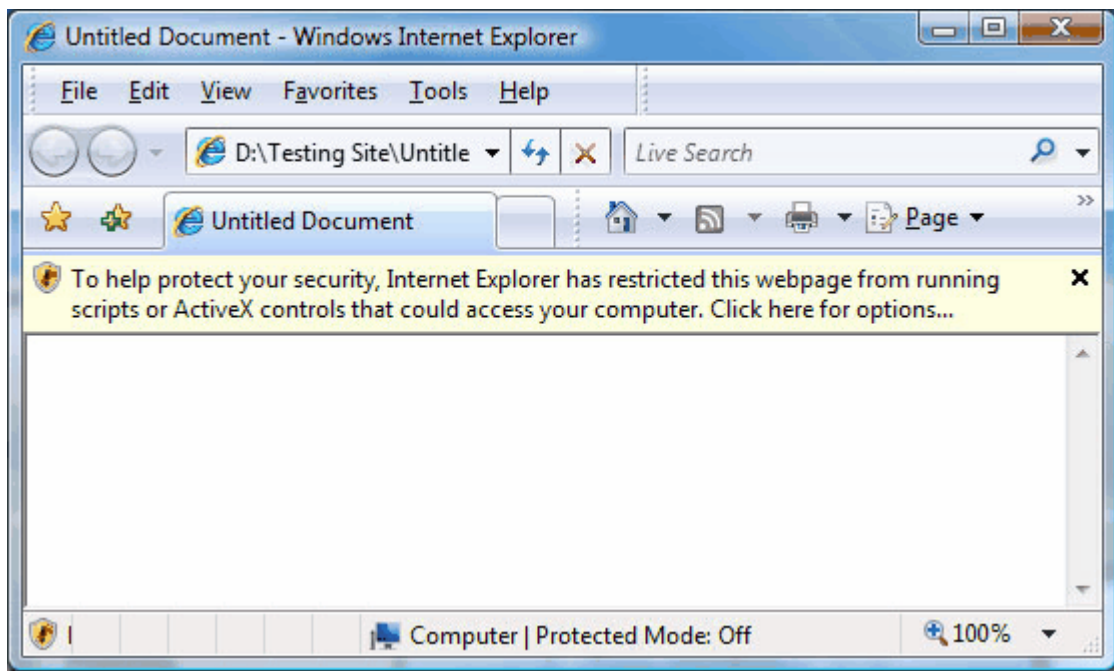 Untitled Document - Windows Internet Explorer
File Edit View Favorites Tools Help
D:\Testing Site\Untitle Live Search
Untitled Document Page
To help protect your security, Internet Explorer has restricted this webpage from running
scripts or ActiveX controls that could access your computer. Click here for options...
Computer | Protected Mode: Off 100%